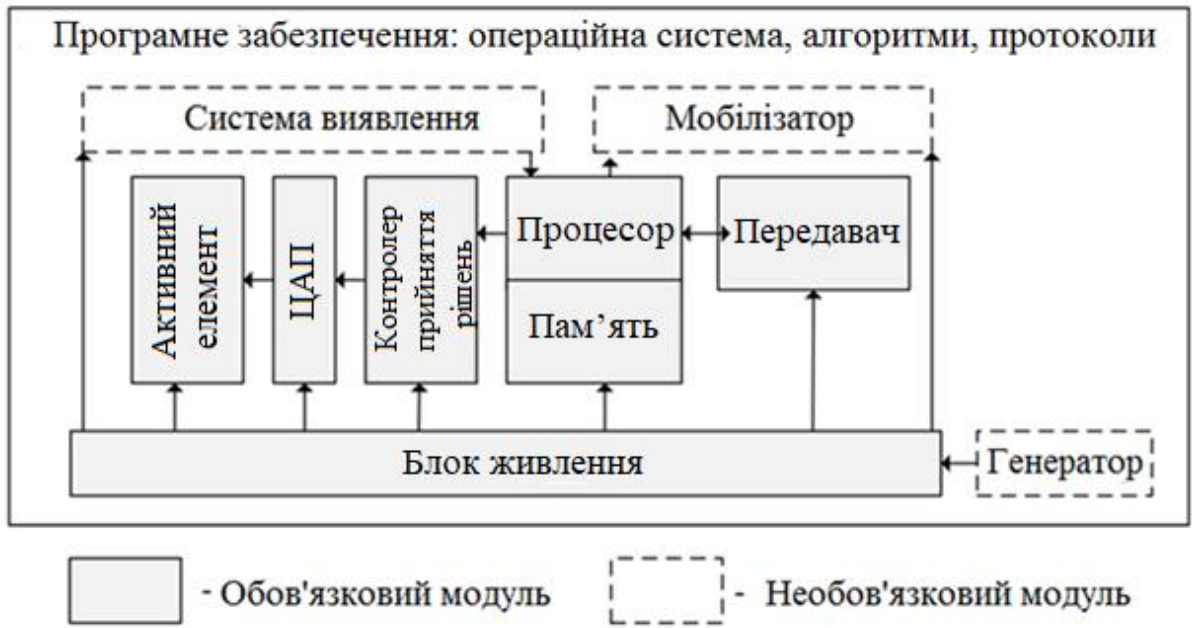 Програмне забезпечення: операційна система, алгоритми, протоколи
Система виявлення
Мобілізатор
Активний
елемент
ЦАП
Контролер
прийняття
рішень
Процесор
Пам’ять
Передавач
Блок живлення
Генератор
- Обов'язковий модуль
- Необов'язковий модуль